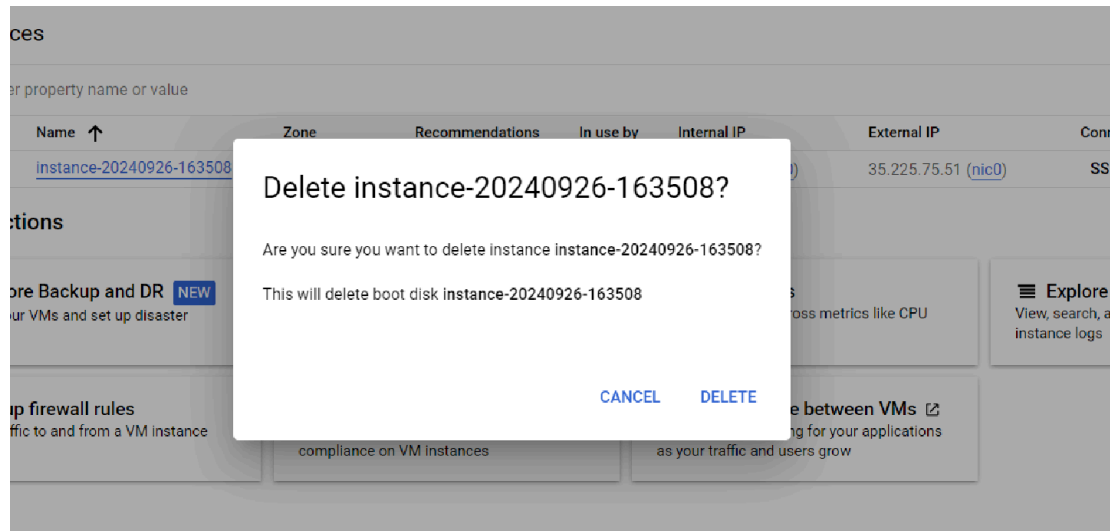 ces
er property name or value
Name Zone Recommendations In use by Internal IP External IP Conn
instance-20240926-163508 35.225.75.51 (nic0) SS
Delete instance-20240926-163508?
Are you sure you want to delete instance instance-20240926-163508?
This will delete boot disk instance-20240926-163508
CANCEL DELETE
ctions
ore Backup and DR NEW
ur VMs and set up disaster
s
ross metrics like CPU
Explore
View, search, a
instance logs
up firewall rules
ffic to and from a VM instance
compliance on VM instances
e between VMs
ng for your applications
as your traffic and users grow